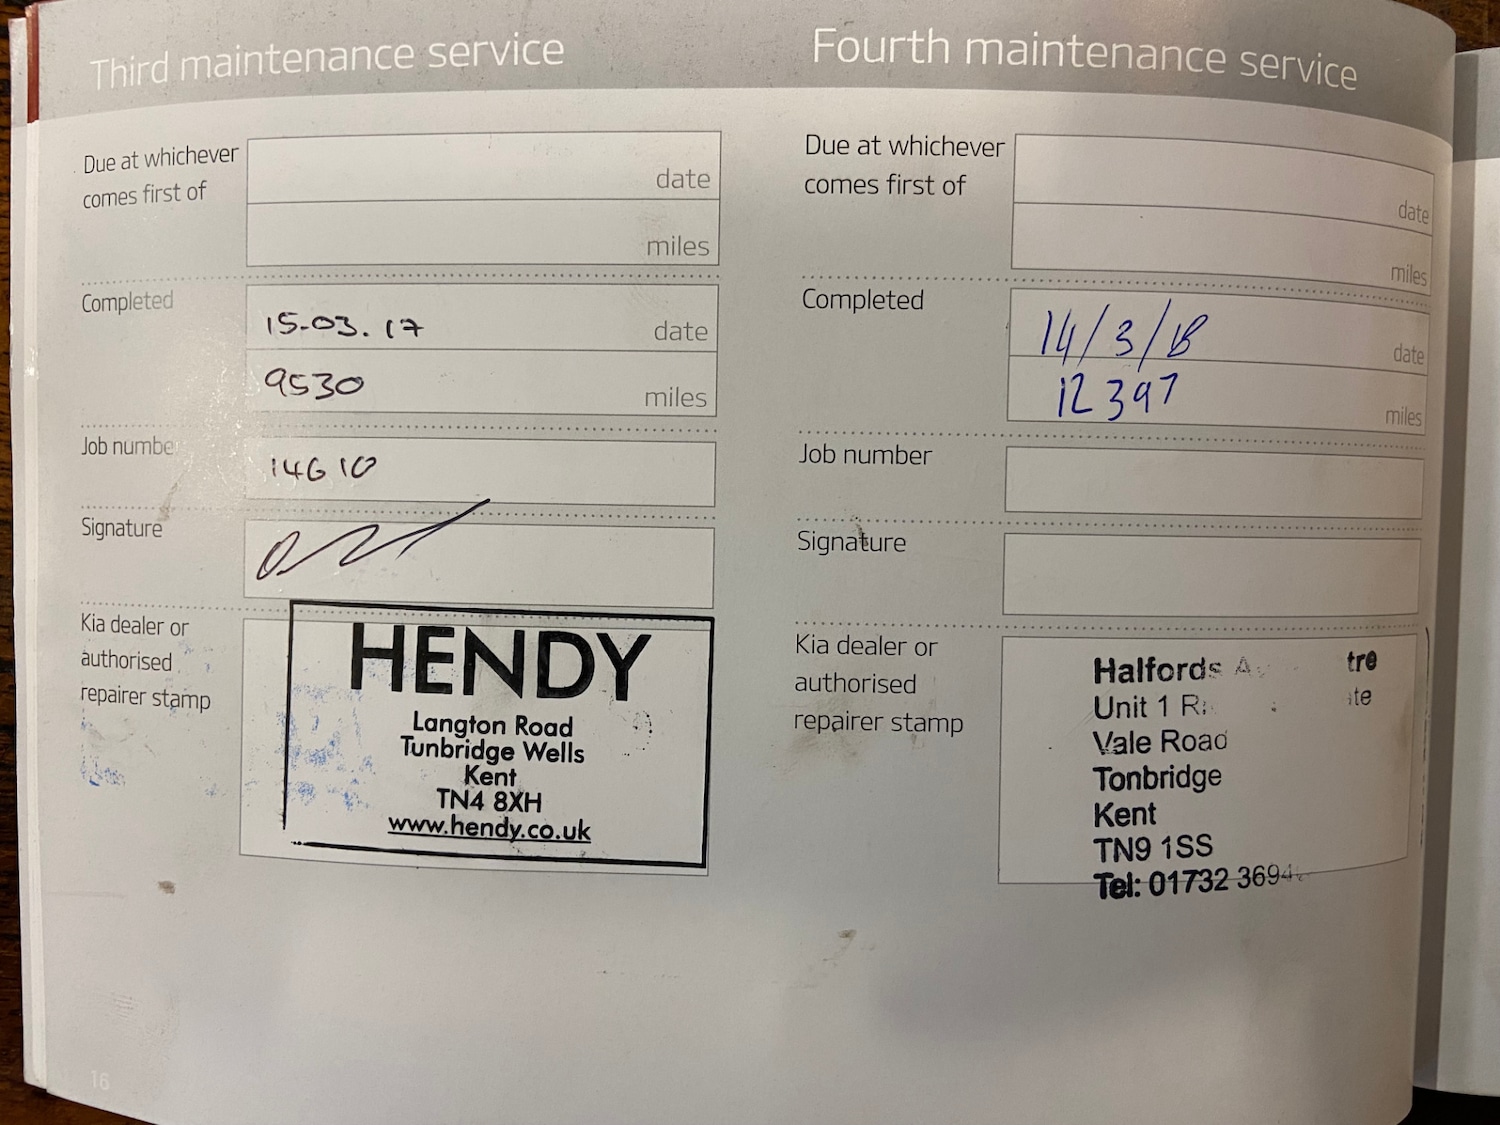 Third maintenance service
Due at whichever
comes first of
date
miles
Completed
15.03.17 date
9530 miles
Job number
14610
Signature
Kia dealer or
authorised
repairer stamp
HENDY
Langton Road
Tunbridge Wells
Kent
TN4 8XH
www.hendy.co.uk
16
Fourth maintenance service
Due at whichever
comes first of
date
miles
Completed
14/3/18 date
12397 miles
Job number
Signature
Kia dealer or
authorised
repairer stamp
Halfords
Unit 1
Vale Road
Tonbridge
Kent
TN9 1SS
Tel: 01732